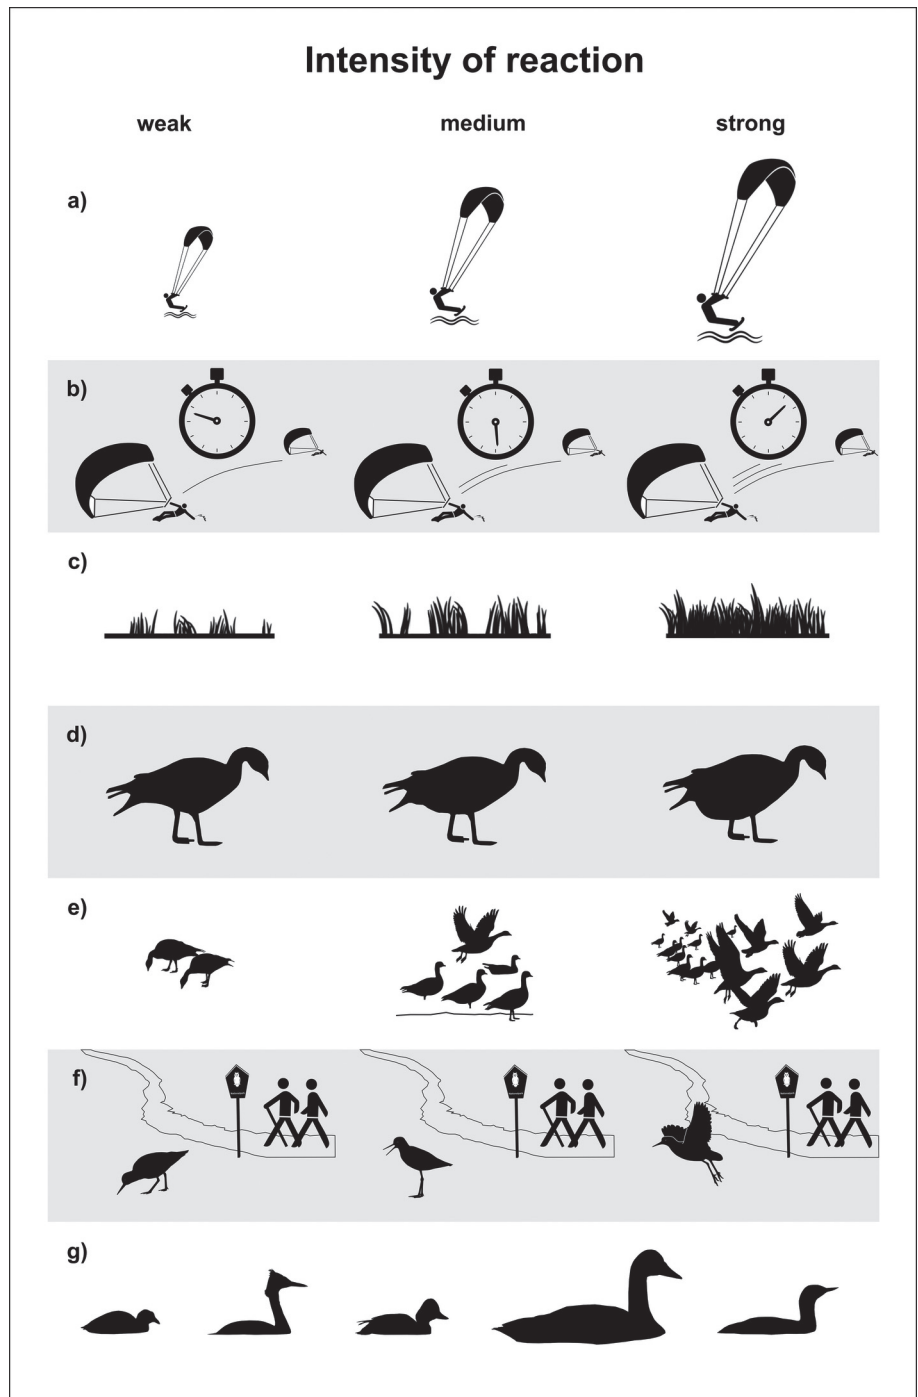 Intensity of reaction
weak medium strong
a)
b)
c)
d)
e)
f)
g)